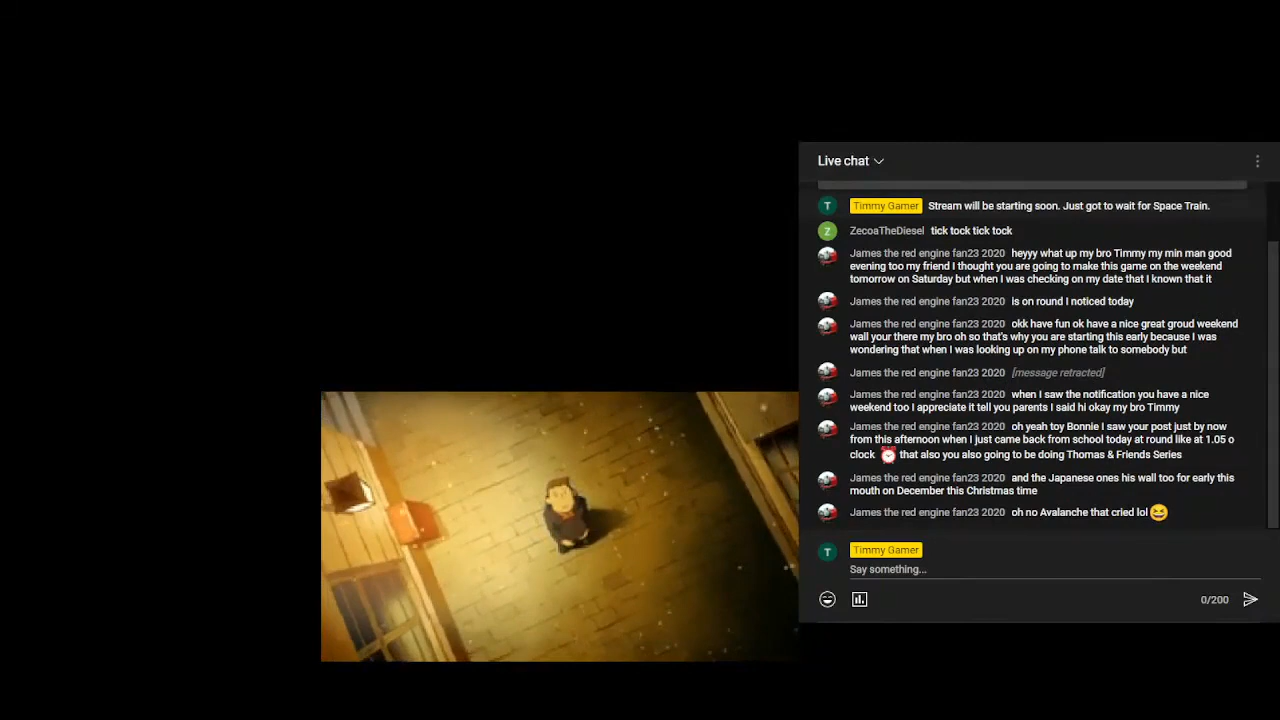 Live chat
T Timmy Gamer Stream will be starting soon. Just got to wait for Space Train.
Z ZecoaTheDiesel tick tock tick tock
James the red engine fan23 2020 heyyy what up my bro Timmy my min man good
evening too my friend I thought you are going to make this game on the weekend
tomorrow on Saturday but when I was checking on my date that I known that it
James the red engine fan23 2020 is on round I noticed today
James the red engine fan23 2020 okk have fun ok have a nice great groud weekend
wall your there my bro oh so that's why you are starting this early because I was
wondering that when I was looking up on my phone talk to somebody but
James the red engine fan23 2020 [message retracted]
James the red engine fan23 2020 when I saw the notification you have a nice
weekend too I appreciate it tell you parents I said hi okay my bro Timmy
James the red engine fan23 2020 oh yeah toy Bonnie I saw your post just by now
from this afternoon when I just came back from school today at round like at 1.05 o
clock ⏰ that also you also going to be doing Thomas & Friends Series
James the red engine fan23 2020 and the Japanese ones his wall too for early this
mouth on December this Christmas time
James the red engine fan23 2020 oh no Avalanche that cried lol 😆
T Timmy Gamer
Say something...
0/200